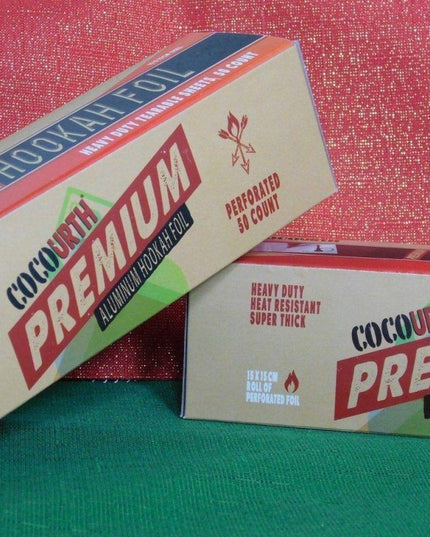 HOOKAH FOIL
HEAVY DUTY TEARABLE SHEETS, 50 COUNT
COCOURTH
PREMIUM
ALUMINUM HOOKAH FOIL
PERFORATED
50 COUNT
HEAVY DUTY
HEAT RESISTANT
SUPER THICK
15 X 15 CM
ROLL OF
PERFORATED FOIL
COCOU
PRE